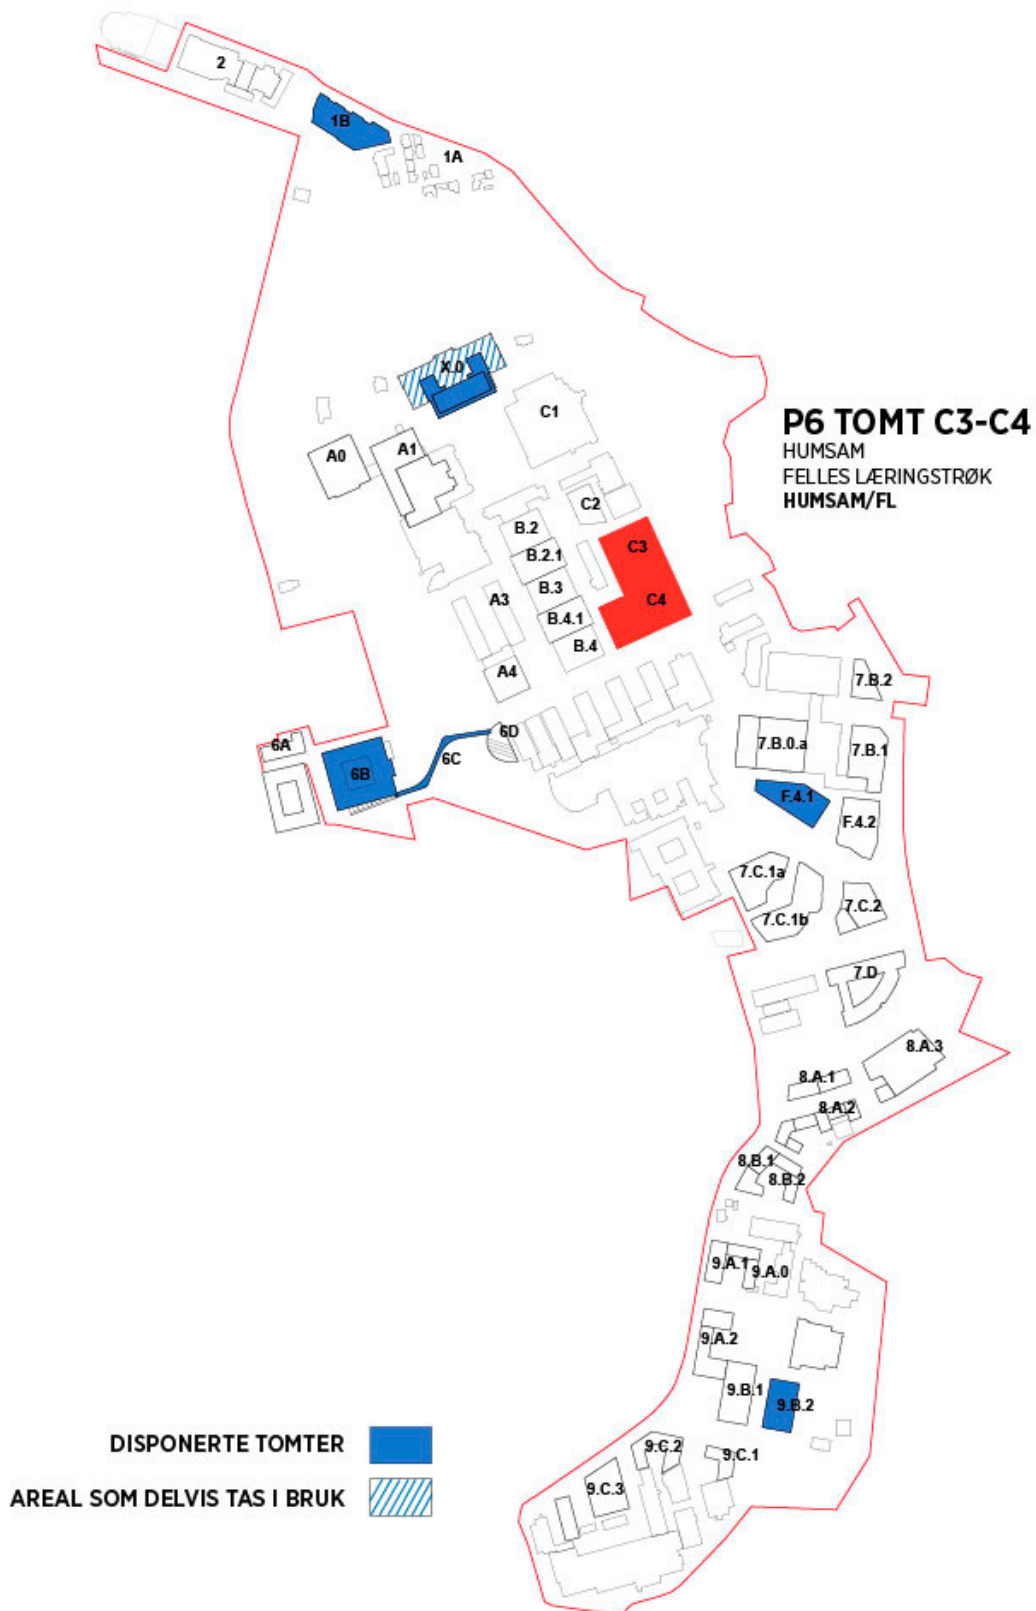 2
1B
1A
X.0
P6 TOMT C3-C4
HUMSAM
FELLES LÆRINGSTRØK
HUMSAM/FL
C1
A1
A0
C2
B.2
C3
B.2.1
B.3
A3
C4
B.4.1
B.4
A4
7.B.2
6D
6A
7.B.0.a
7.B.1
6C
6B
F.4.1
F.4.2
7.C.1a
7.C.2
7.C.1b
7.D
8.A.3
8.A.1
8.A.2
8.B.1
8.B.2
9.A.1
9.A.0
9.A.2
9.B.1
9.B.2
DISPONERTE TOMTER
9.C.2
9.C.1
9.C.3
AREAL SOM DELVIS TAS I BRUK